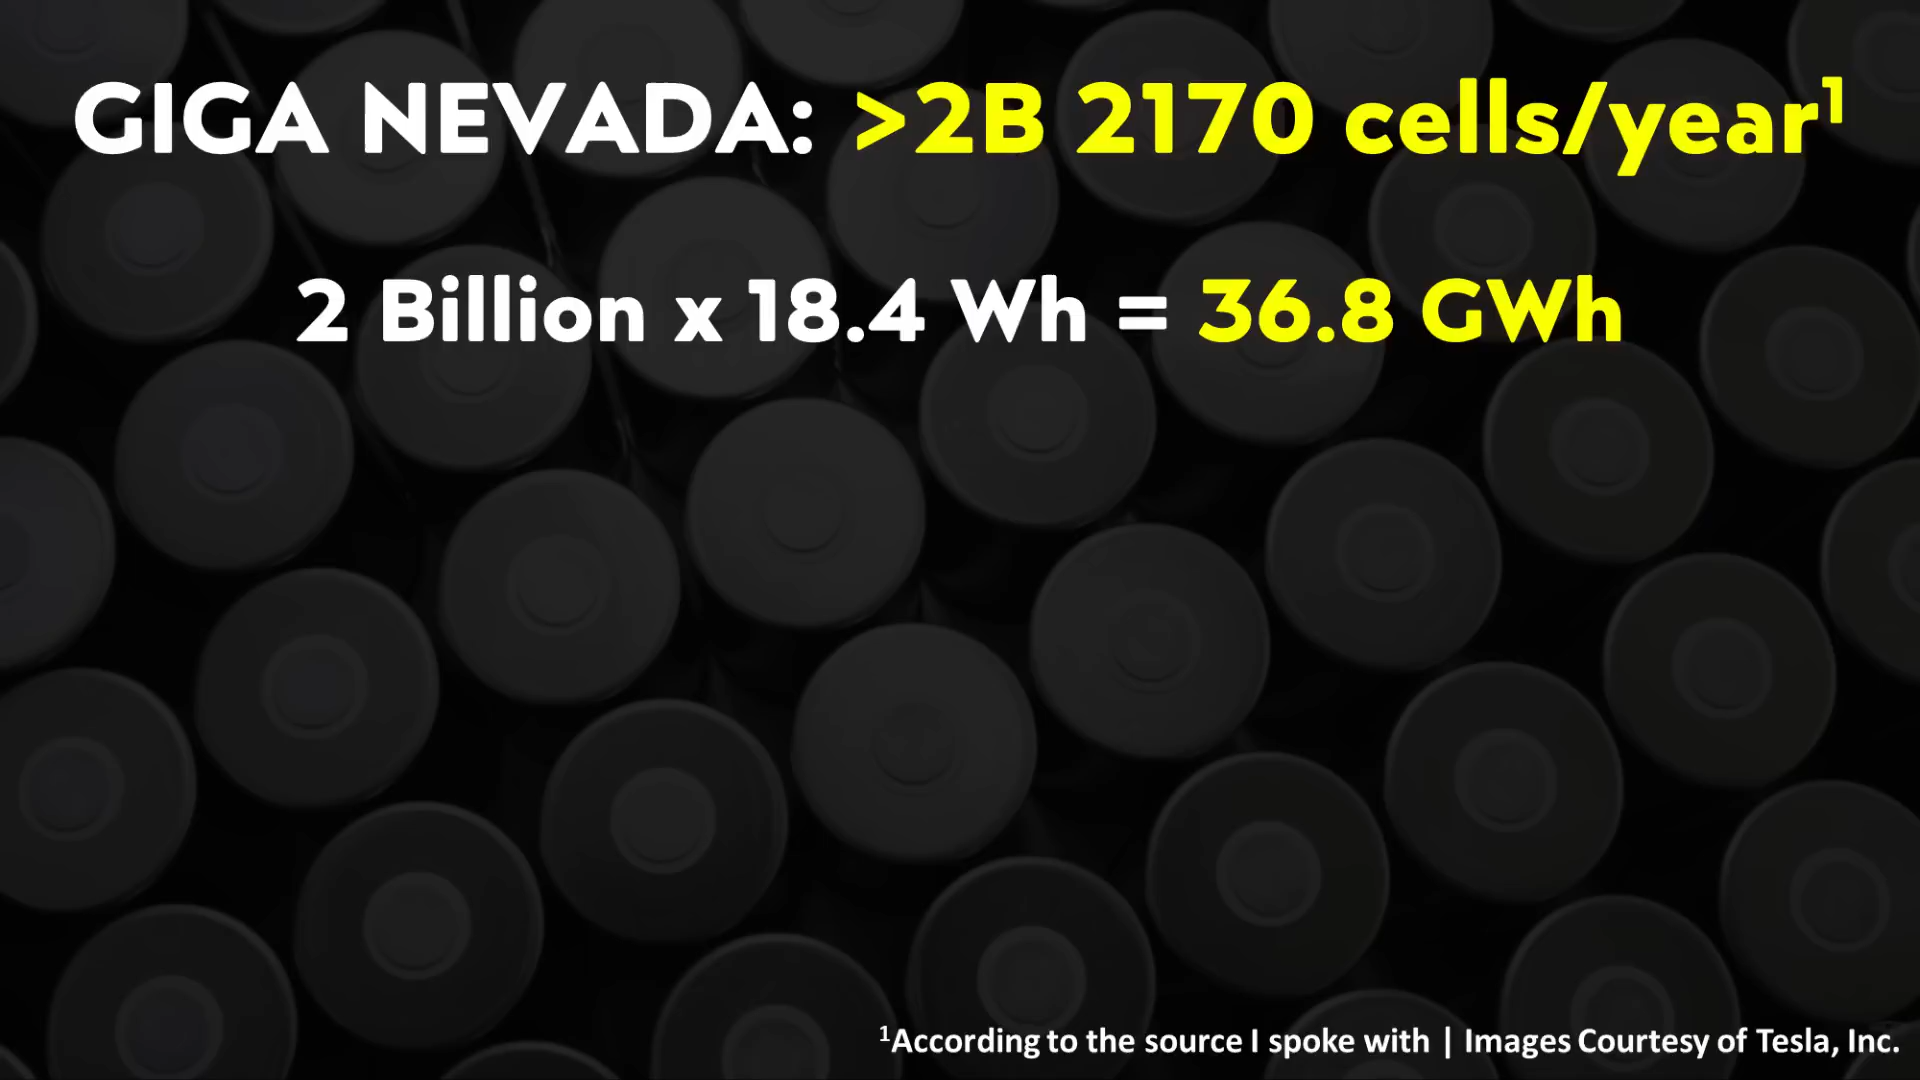 GIGA NEVADA: >2B 2170 cells/year¹
2 Billion x 18.4 Wh = 36.8 GWh
¹According to the source I spoke with | Images Courtesy of Tesla, Inc.